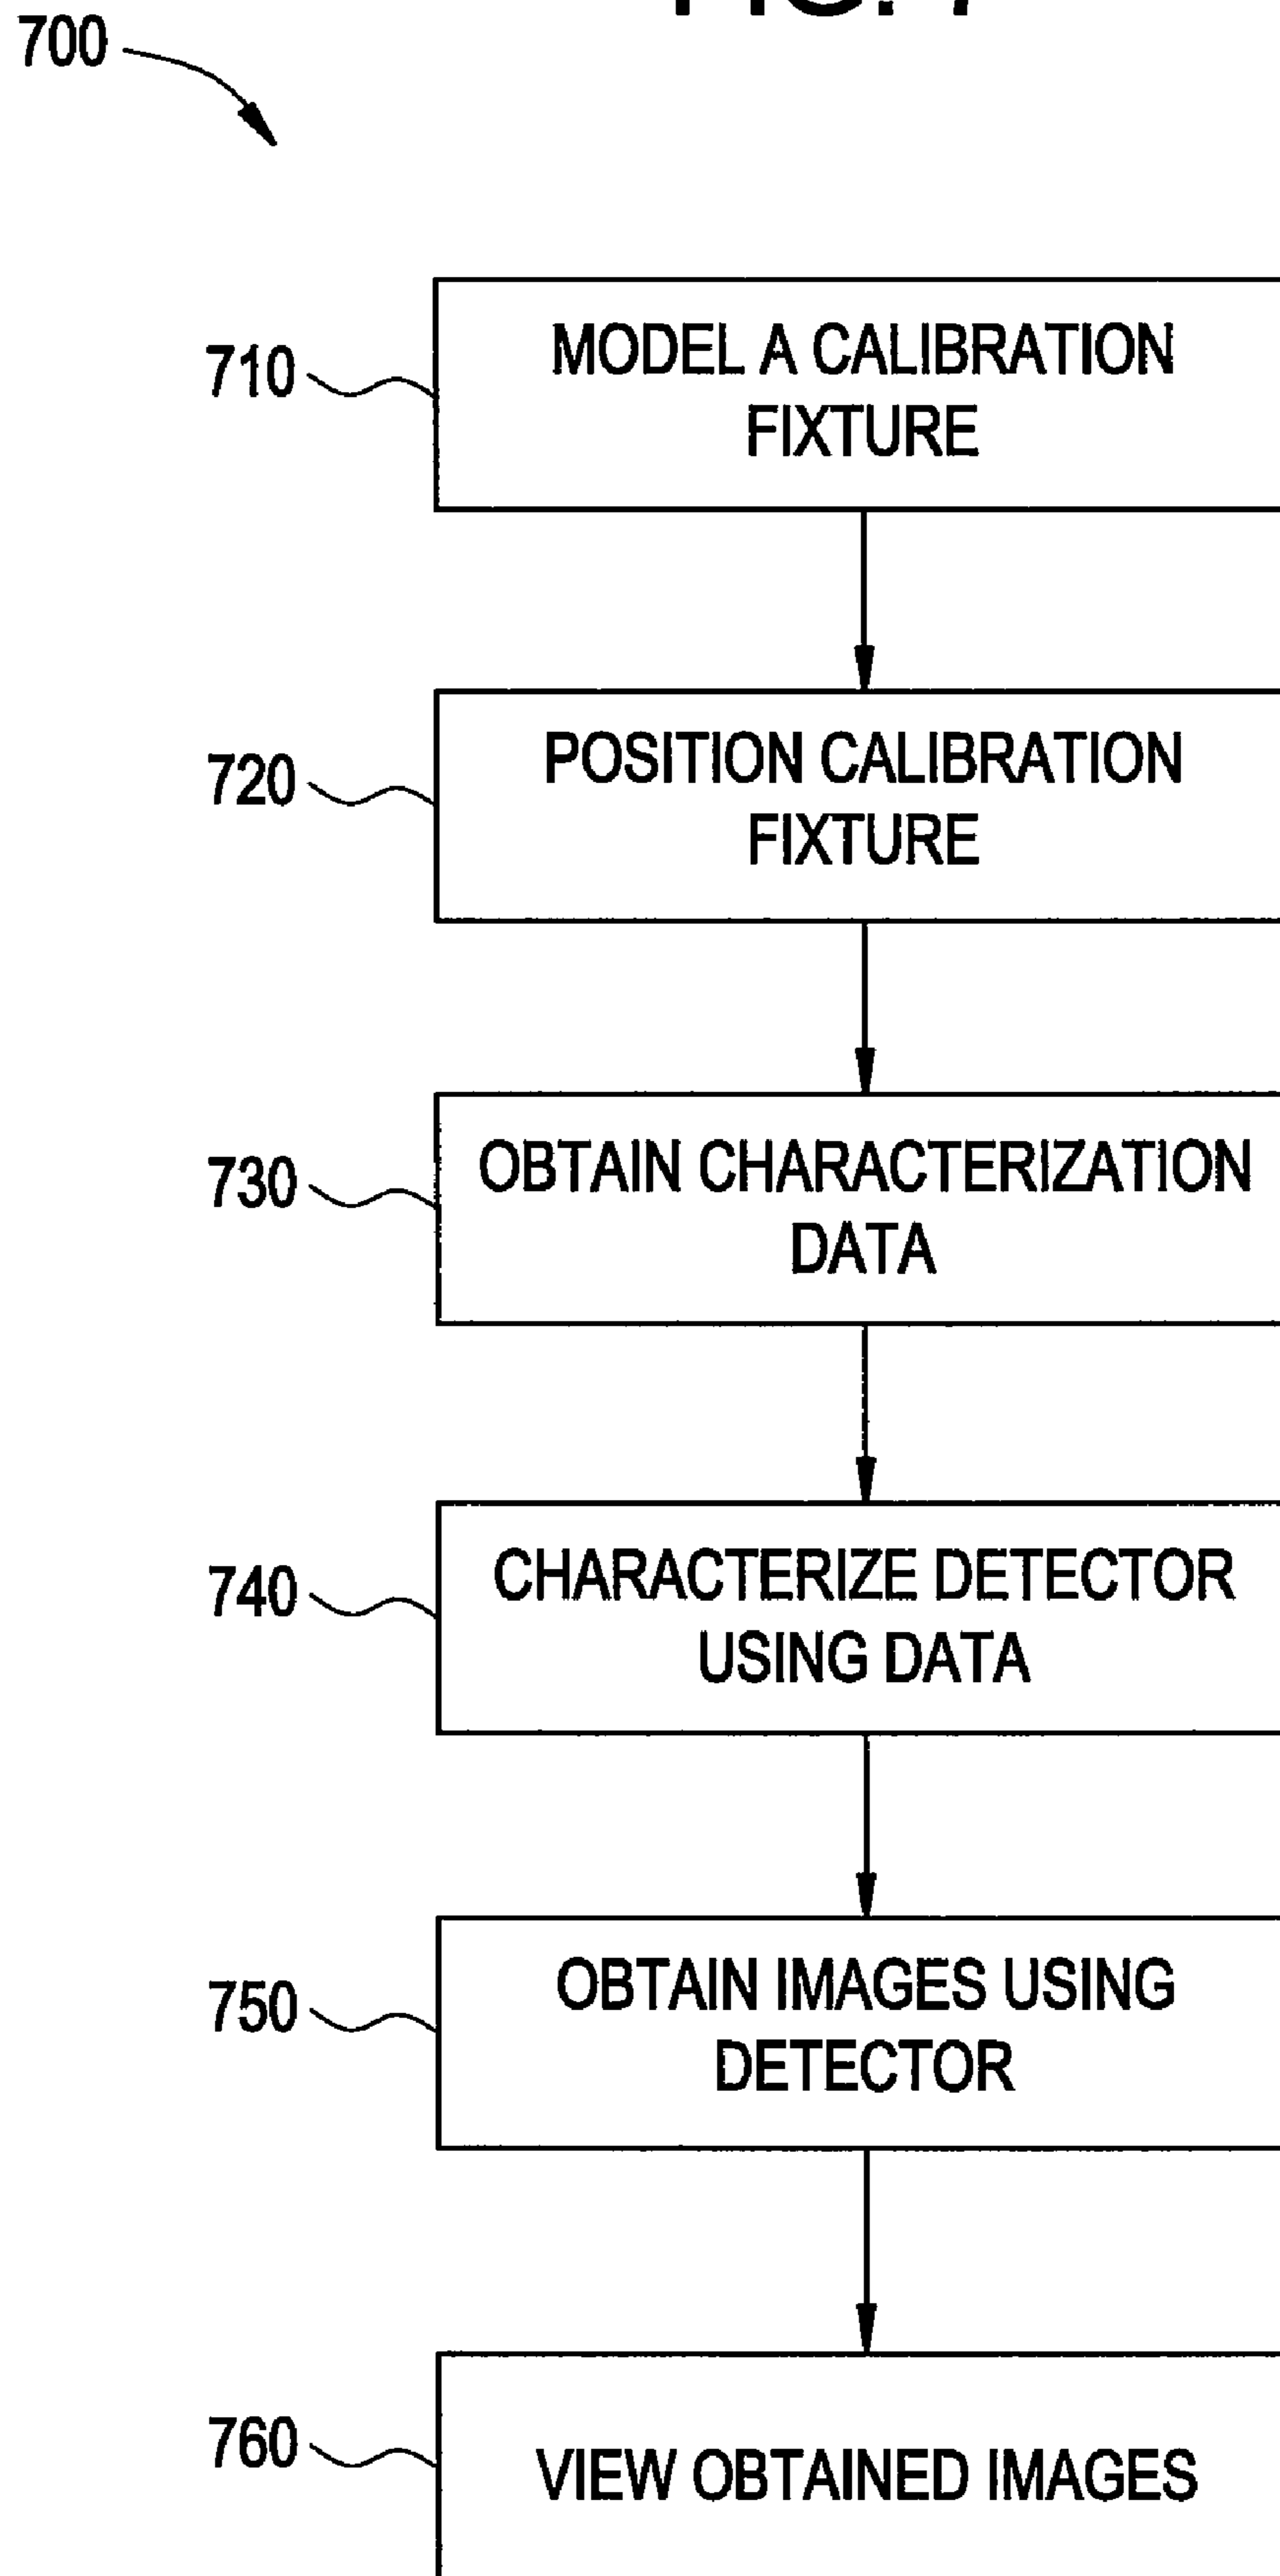 700
710
MODEL A CALIBRATION
FIXTURE
720
POSITION CALIBRATION
FIXTURE
730
OBTAIN CHARACTERIZATION
DATA
740
CHARACTERIZE DETECTOR
USING DATA
750
OBTAIN IMAGES USING
DETECTOR
760
VIEW OBTAINED IMAGES